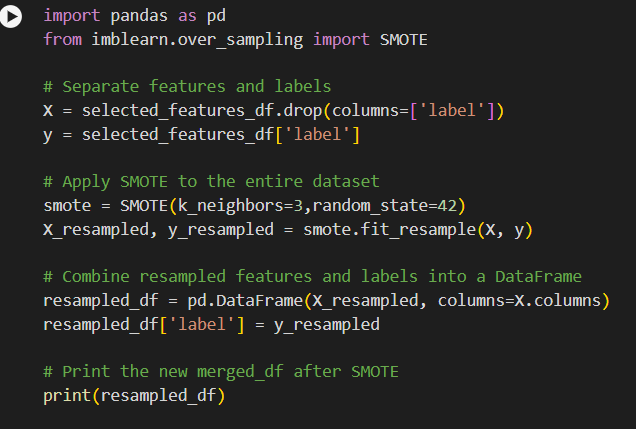 import pandas as pd
from imblearn.over_sampling import SMOTE
# Separate features and labels
X = selected_features_df.drop(columns=['label'])
y = selected_features_df['label']
# Apply SMOTE to the entire dataset
smote = SMOTE(k_neighbors=3,random_state=42)
X_resampled, y_resampled = smote.fit_resample(X, y)
# Combine resampled features and labels into a DataFrame
resampled_df = pd.DataFrame(X_resampled, columns=X.columns)
resampled_df['label'] = y_resampled
# Print the new merged_df after SMOTE
print(resampled_df)